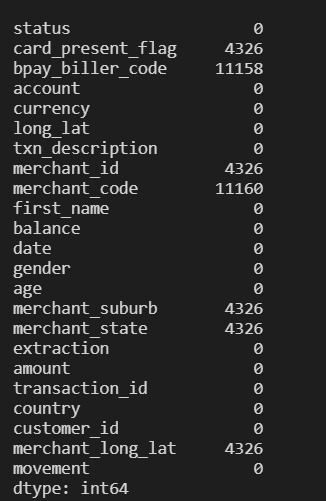 status 0
card_present_flag 4326
bpay_biller_code 11158
account 0
currency 0
long_lat 0
txn_description 0
merchant_id 4326
merchant_code 11160
first_name 0
balance 0
date 0
gender 0
age 0
merchant_suburb 4326
merchant_state 4326
extraction 0
amount 0
transaction_id 0
country 0
customer_id 0
merchant_long_lat 4326
movement 0
dtype: int64